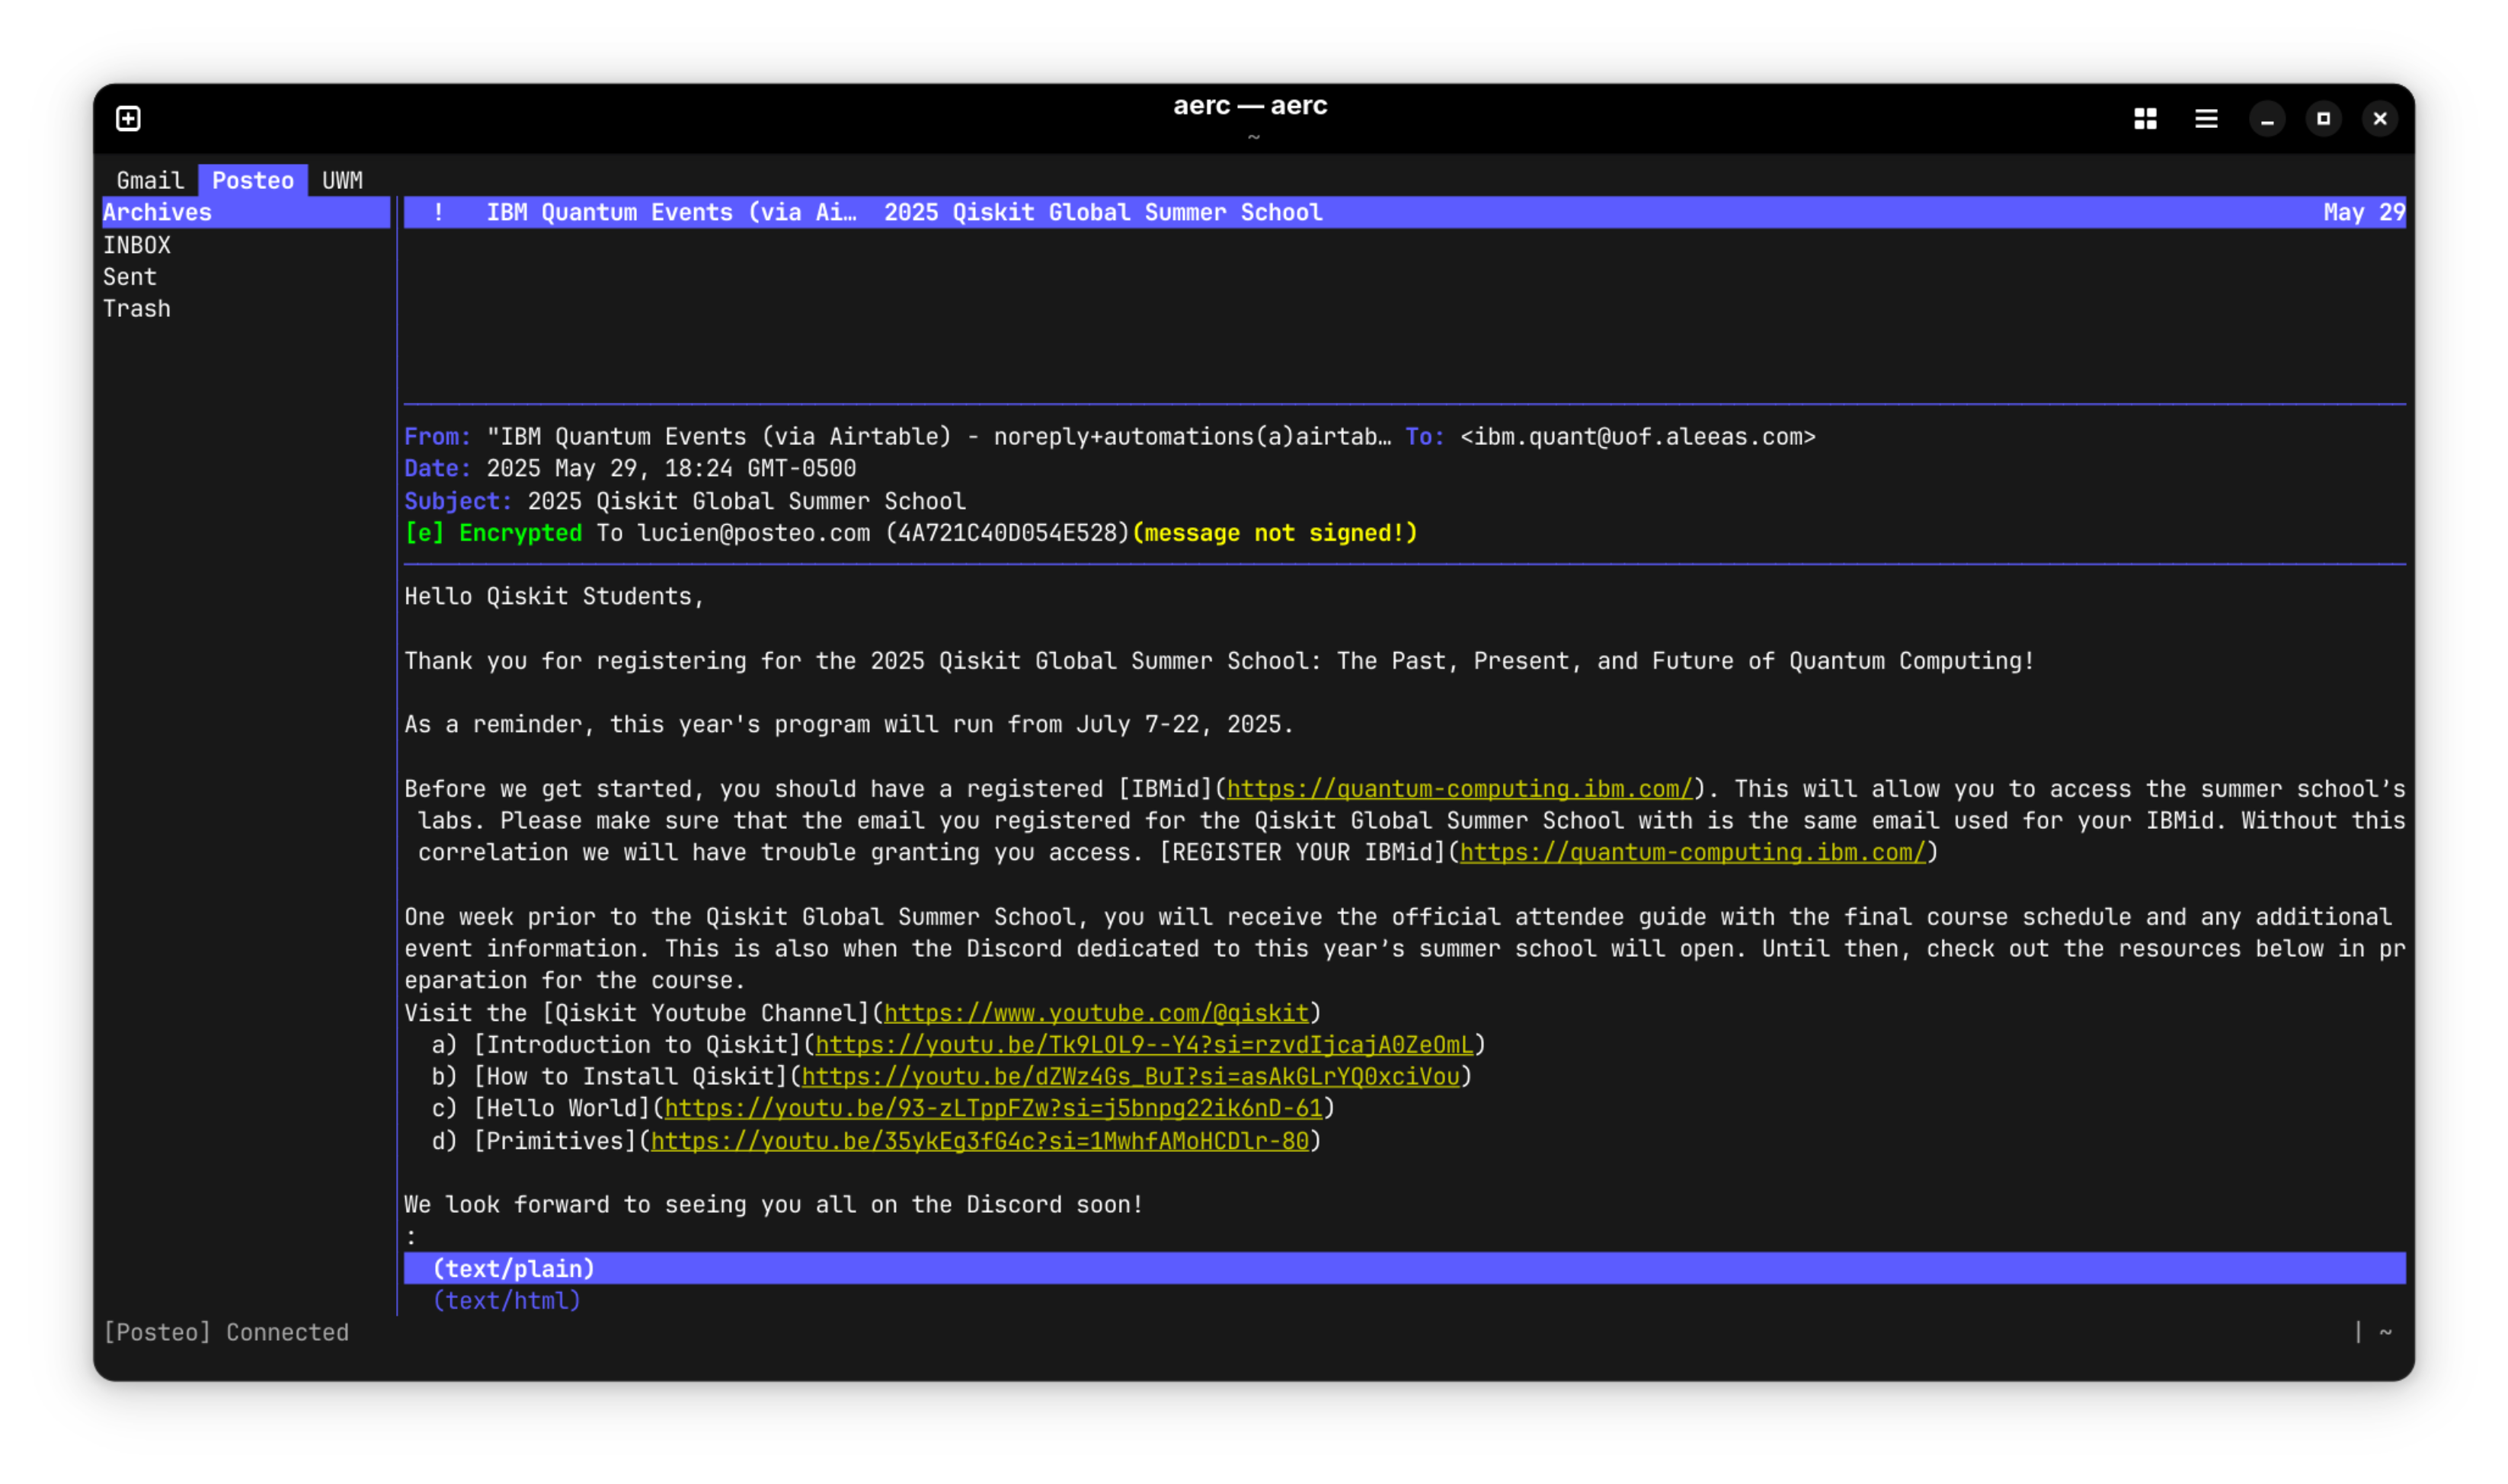 aerc — aerc
~
Gmail Posteo UWM
Archives
INBOX
Sent
Trash
! IBM Quantum Events (via Ai… 2025 Qiskit Global Summer School May 29
From: "IBM Quantum Events (via Airtable) - noreply+automations(a)airtab… To: <ibm.quant@uof.aleeas.com>
Date: 2025 May 29, 18:24 GMT-0500
Subject: 2025 Qiskit Global Summer School
[e] Encrypted To lucien@posteo.com (4A721C40D054E528)(message not signed!)
Hello Qiskit Students,
Thank you for registering for the 2025 Qiskit Global Summer School: The Past, Present, and Future of Quantum Computing!
As a reminder, this year's program will run from July 7-22, 2025.
Before we get started, you should have a registered [IBMid](https://quantum-computing.ibm.com/). This will allow you to access the summer school’s
labs. Please make sure that the email you registered for the Qiskit Global Summer School with is the same email used for your IBMid. Without this
correlation we will have trouble granting you access. [REGISTER YOUR IBMid](https://quantum-computing.ibm.com/)
One week prior to the Qiskit Global Summer School, you will receive the official attendee guide with the final course schedule and any additional
event information. This is also when the Discord dedicated to this year’s summer school will open. Until then, check out the resources below in pr
eparation for the course.
Visit the [Qiskit Youtube Channel](https://www.youtube.com/@qiskit)
a) [Introduction to Qiskit](https://youtu.be/Tk9LOL9--Y4?si=rzvdIjcajA0ZeOmL)
b) [How to Install Qiskit](https://youtu.be/dZWz4Gs_BuI?si=asAkGLrYQ0xciVou)
c) [Hello World](https://youtu.be/93-zLTppFZw?si=j5bnpg22ik6nD-61)
d) [Primitives](https://youtu.be/35ykEg3fG4c?si=1MwhfAMoHCDlr-80)
We look forward to seeing you all on the Discord soon!
:
(text/plain)
(text/html)
[Posteo] Connected | ~